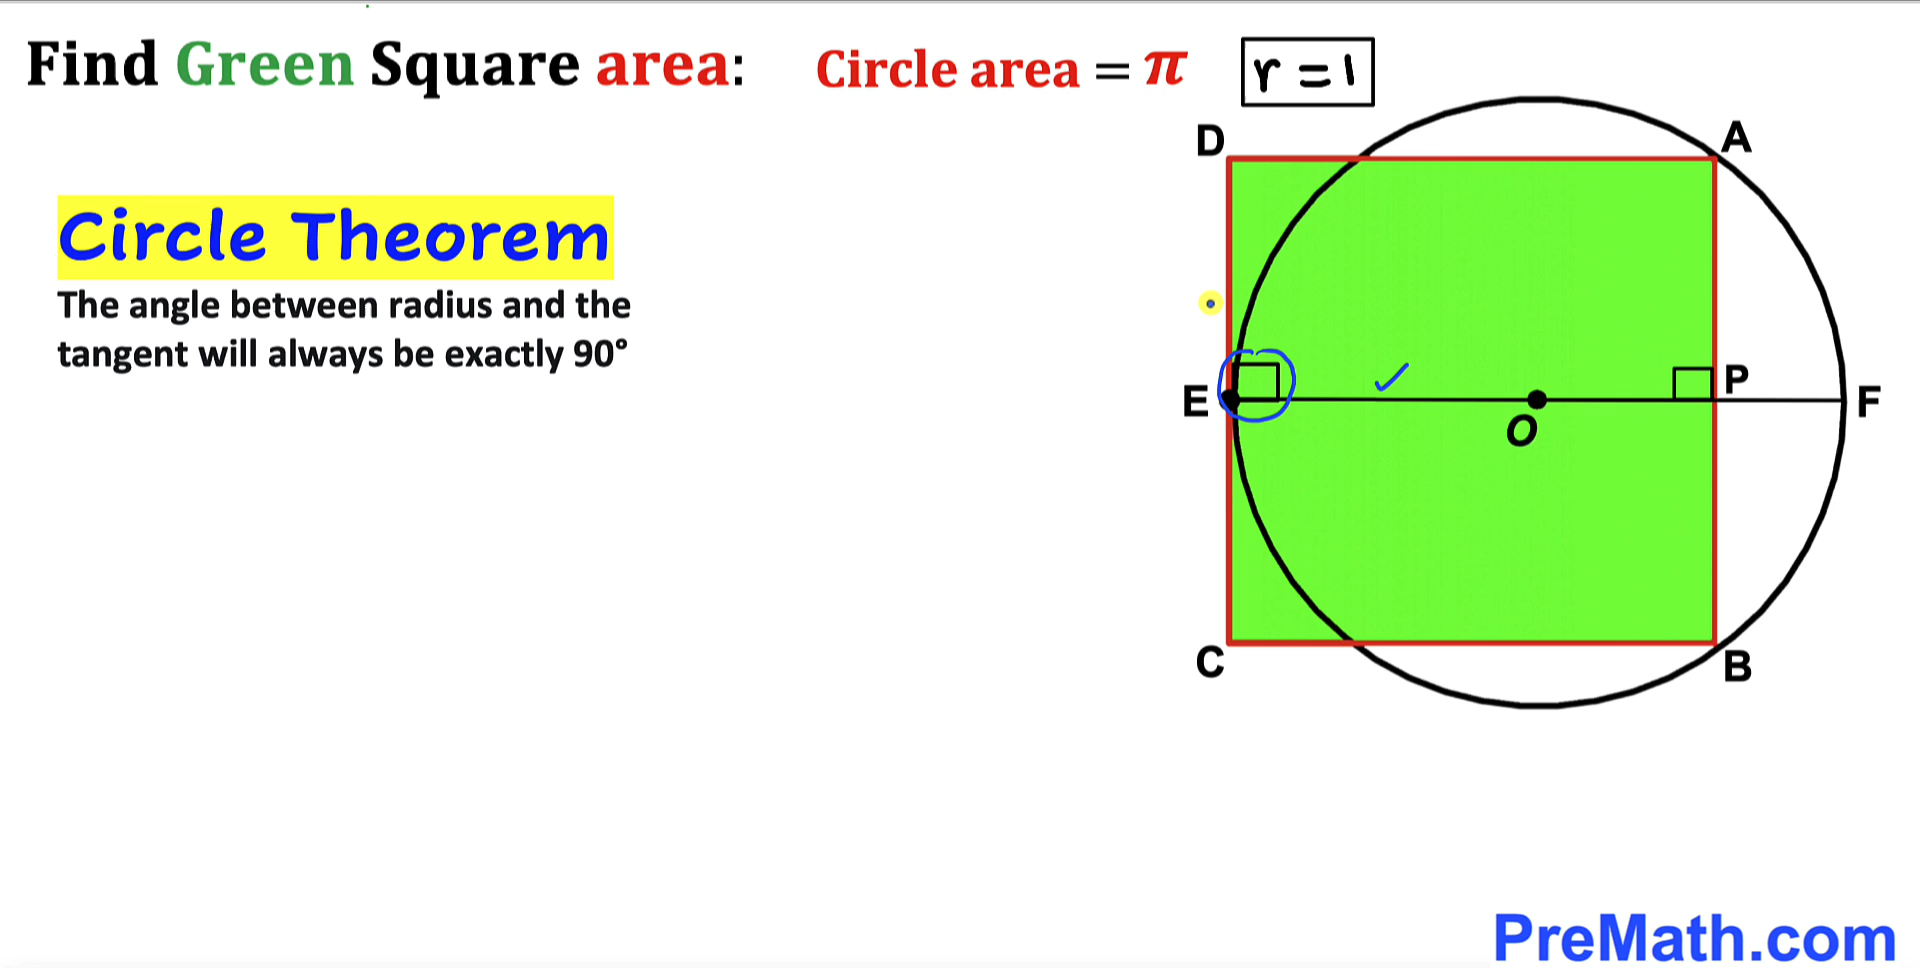 Find Green Square area: Circle area = π r = 1
D
A
Circle Theorem
The angle between radius and the
tangent will always be exactly 90°
E
P
F
O
C
B
PreMath.com